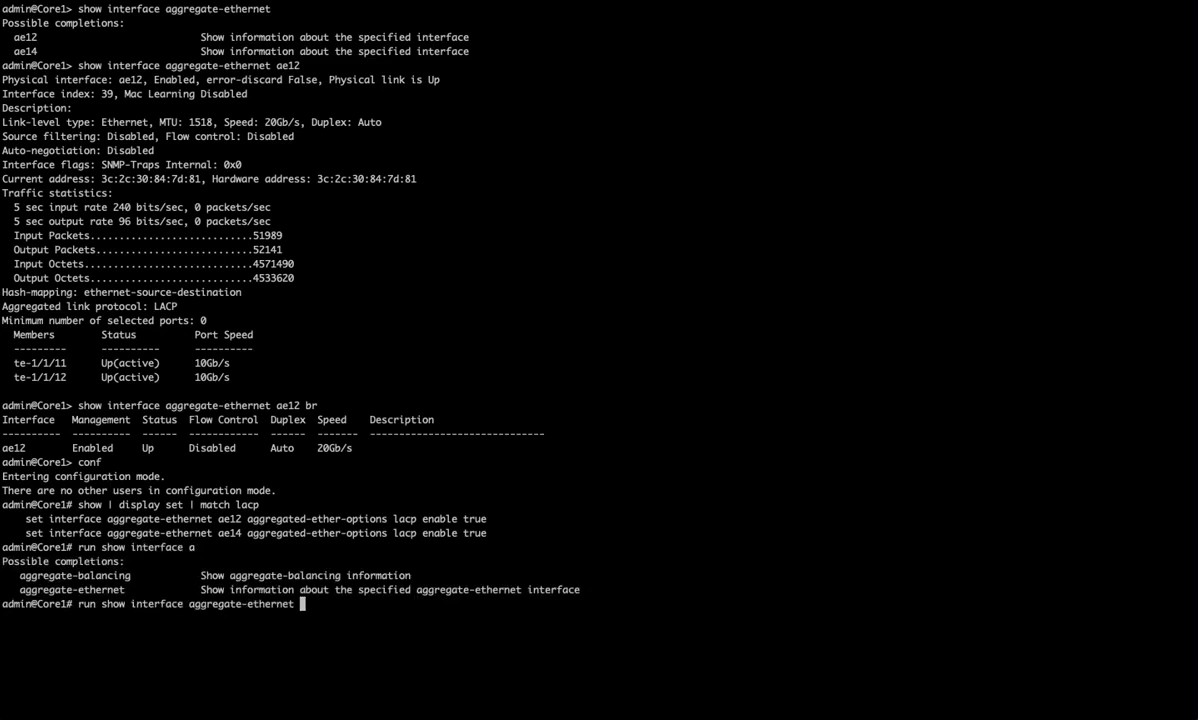 admin@Core1> show interface aggregate-ethernet
Possible completions:
  ae12                            Show information about the specified interface
  ae14                            Show information about the specified interface
admin@Core1> show interface aggregate-ethernet ae12
Physical interface: ae12, Enabled, error-discard False, Physical link is Up
Interface index: 39, Mac Learning Disabled
Description:
Link-level type: Ethernet, MTU: 1518, Speed: 20Gb/s, Duplex: Auto
Source filtering: Disabled, Flow control: Disabled
Auto-negotiation: Disabled
Interface flags: SNMP-Traps Internal: 0x0
Current address: 3c:2c:30:84:7d:81, Hardware address: 3c:2c:30:84:7d:81
Traffic statistics:
  5 sec input rate 240 bits/sec, 0 packets/sec
  5 sec output rate 96 bits/sec, 0 packets/sec
  Input Packets............................51989
  Output Packets...........................52141
  Input Octets.............................4571490
  Output Octets............................4533620
Hash-mapping: ethernet-source-destination
Aggregated link protocol: LACP
Minimum number of selected ports: 0
  Members        Status          Port Speed
  ---------      ----------      ----------
  te-1/1/11      Up(active)      10Gb/s
  te-1/1/12      Up(active)      10Gb/s
admin@Core1> show interface aggregate-ethernet ae12 br
Interface   Management  Status  Flow Control  Duplex  Speed    Description
----------  ----------  ------  ------------  ------  -------  ------------------------------
ae12        Enabled     Up      Disabled      Auto    20Gb/s
admin@Core1> conf
Entering configuration mode.
There are no other users in configuration mode.
admin@Core1# show | display set | match lacp
    set interface aggregate-ethernet ae12 aggregated-ether-options lacp enable true
    set interface aggregate-ethernet ae14 aggregated-ether-options lacp enable true
admin@Core1# run show interface a
Possible completions:
   aggregate-balancing            Show aggregate-balancing information
   aggregate-ethernet             Show information about the specified aggregate-ethernet interface
admin@Core1# run show interface aggregate-ethernet